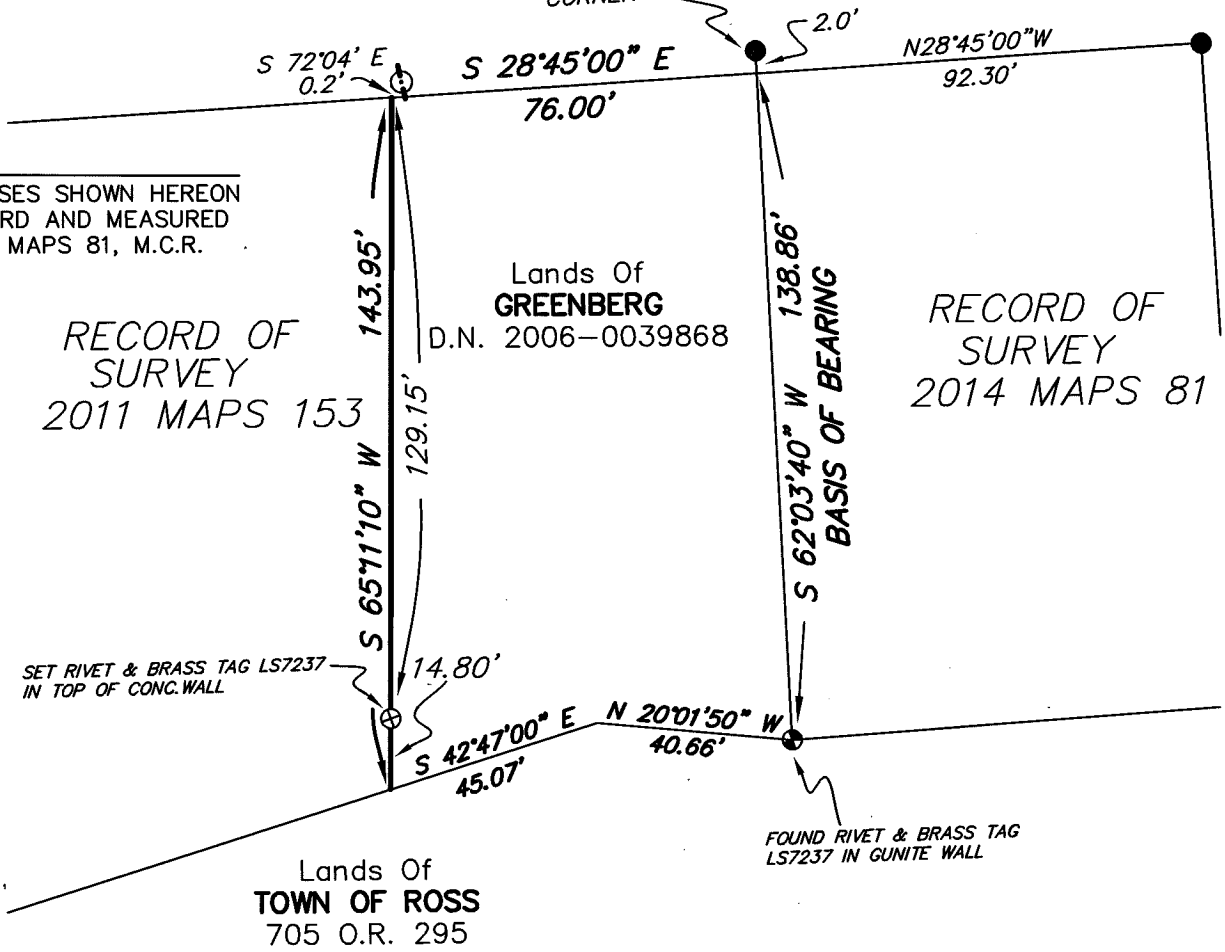 CORNER
2.0'
S 72°04' E
0.2'
S 28°45'00" E
76.00'
N28°45'00"W
92.30'
SES SHOWN HEREON
RD AND MEASURED
MAPS 81, M.C.R.
RECORD OF
SURVEY
2011 MAPS 153
S 65°11'10" W 143.95'
129.15'
Lands Of
GREENBERG
D.N. 2006-0039868
S 62°03'40" W 138.86'
BASIS OF BEARING
RECORD OF
SURVEY
2014 MAPS 81
SET RIVET & BRASS TAG LS7237
IN TOP OF CONC.WALL
14.80'
S 42°47'00" E
45.07'
N 20°01'50" W
40.66'
FOUND RIVET & BRASS TAG
LS7237 IN GUNITE WALL
Lands Of
TOWN OF ROSS
705 O.R. 295